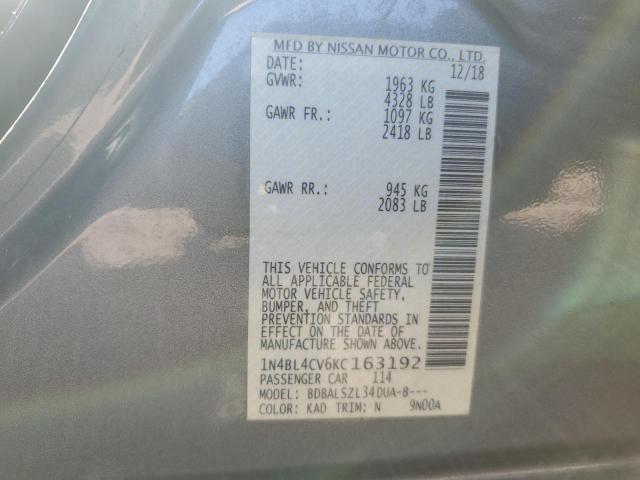 MFD BY NISSAN MOTOR CO., LTD.
DATE: 12/18
GVWR: 1963 KG
4328 LB
GAWR FR.: 1097 KG
2418 LB
GAWR RR.: 945 KG
2083 LB
THIS VEHICLE CONFORMS TO
ALL APPLICABLE FEDERAL
MOTOR VEHICLE SAFETY,
BUMPER, AND THEFT
PREVENTION STANDARDS IN
EFFECT ON THE DATE OF
MANUFACTURE SHOWN ABOVE.
1N4BL4CV6KC163192
PASSENGER CAR 114
MODEL: BDBALSZL34DUA-8---
COLOR: KAD TRIM: N 9N00A